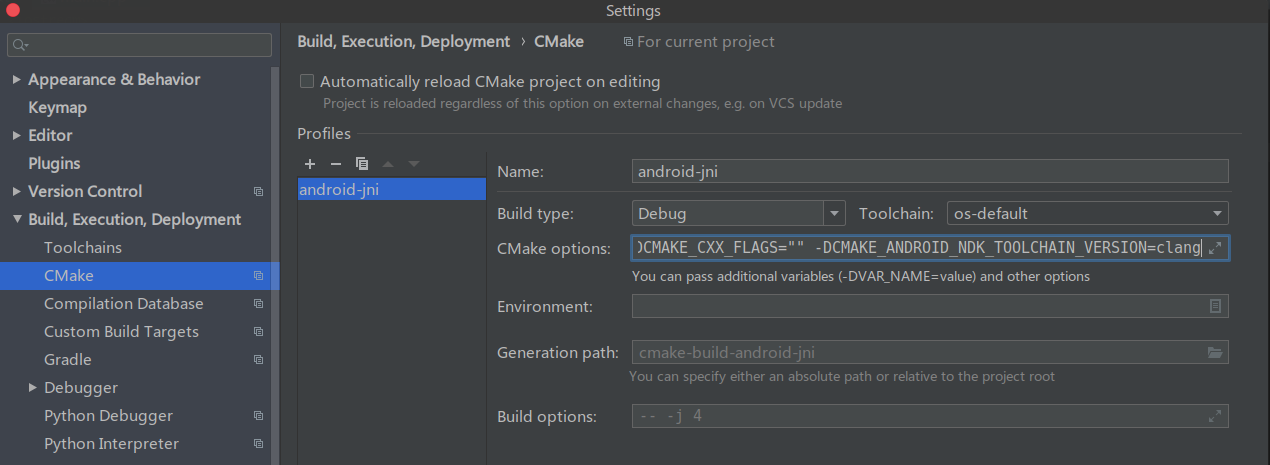 Settings
Appearance & Behavior
Keymap
Editor
Plugins
Version Control
Build, Execution, Deployment
Toolchains
CMake
Compilation Database
Custom Build Targets
Gradle
Debugger
Python Debugger
Python Interpreter
Build, Execution, Deployment › CMake For current project
Automatically reload CMake project on editing
Project is reloaded regardless of this option on external changes, e.g. on VCS update
Profiles
android-jni
Name: android-jni
Build type: Debug Toolchain: os-default
CMake options: DCMAKE_CXX_FLAGS="" -DCMAKE_ANDROID_NDK_TOOLCHAIN_VERSION=clang
You can pass additional variables (-DVAR_NAME=value) and other options
Environment:
Generation path: cmake-build-android-jni
You can specify either an absolute path or relative to the project root
Build options: -- -j 4